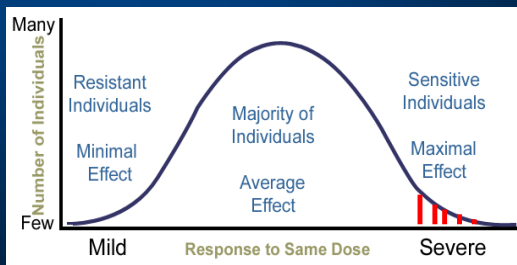 Many
Number of Individuals
Few
Resistant
Individuals
Minimal
Effect
Majority of
Individuals
Average
Effect
Sensitive
Individuals
Maximal
Effect
Mild
Response to Same Dose
Severe